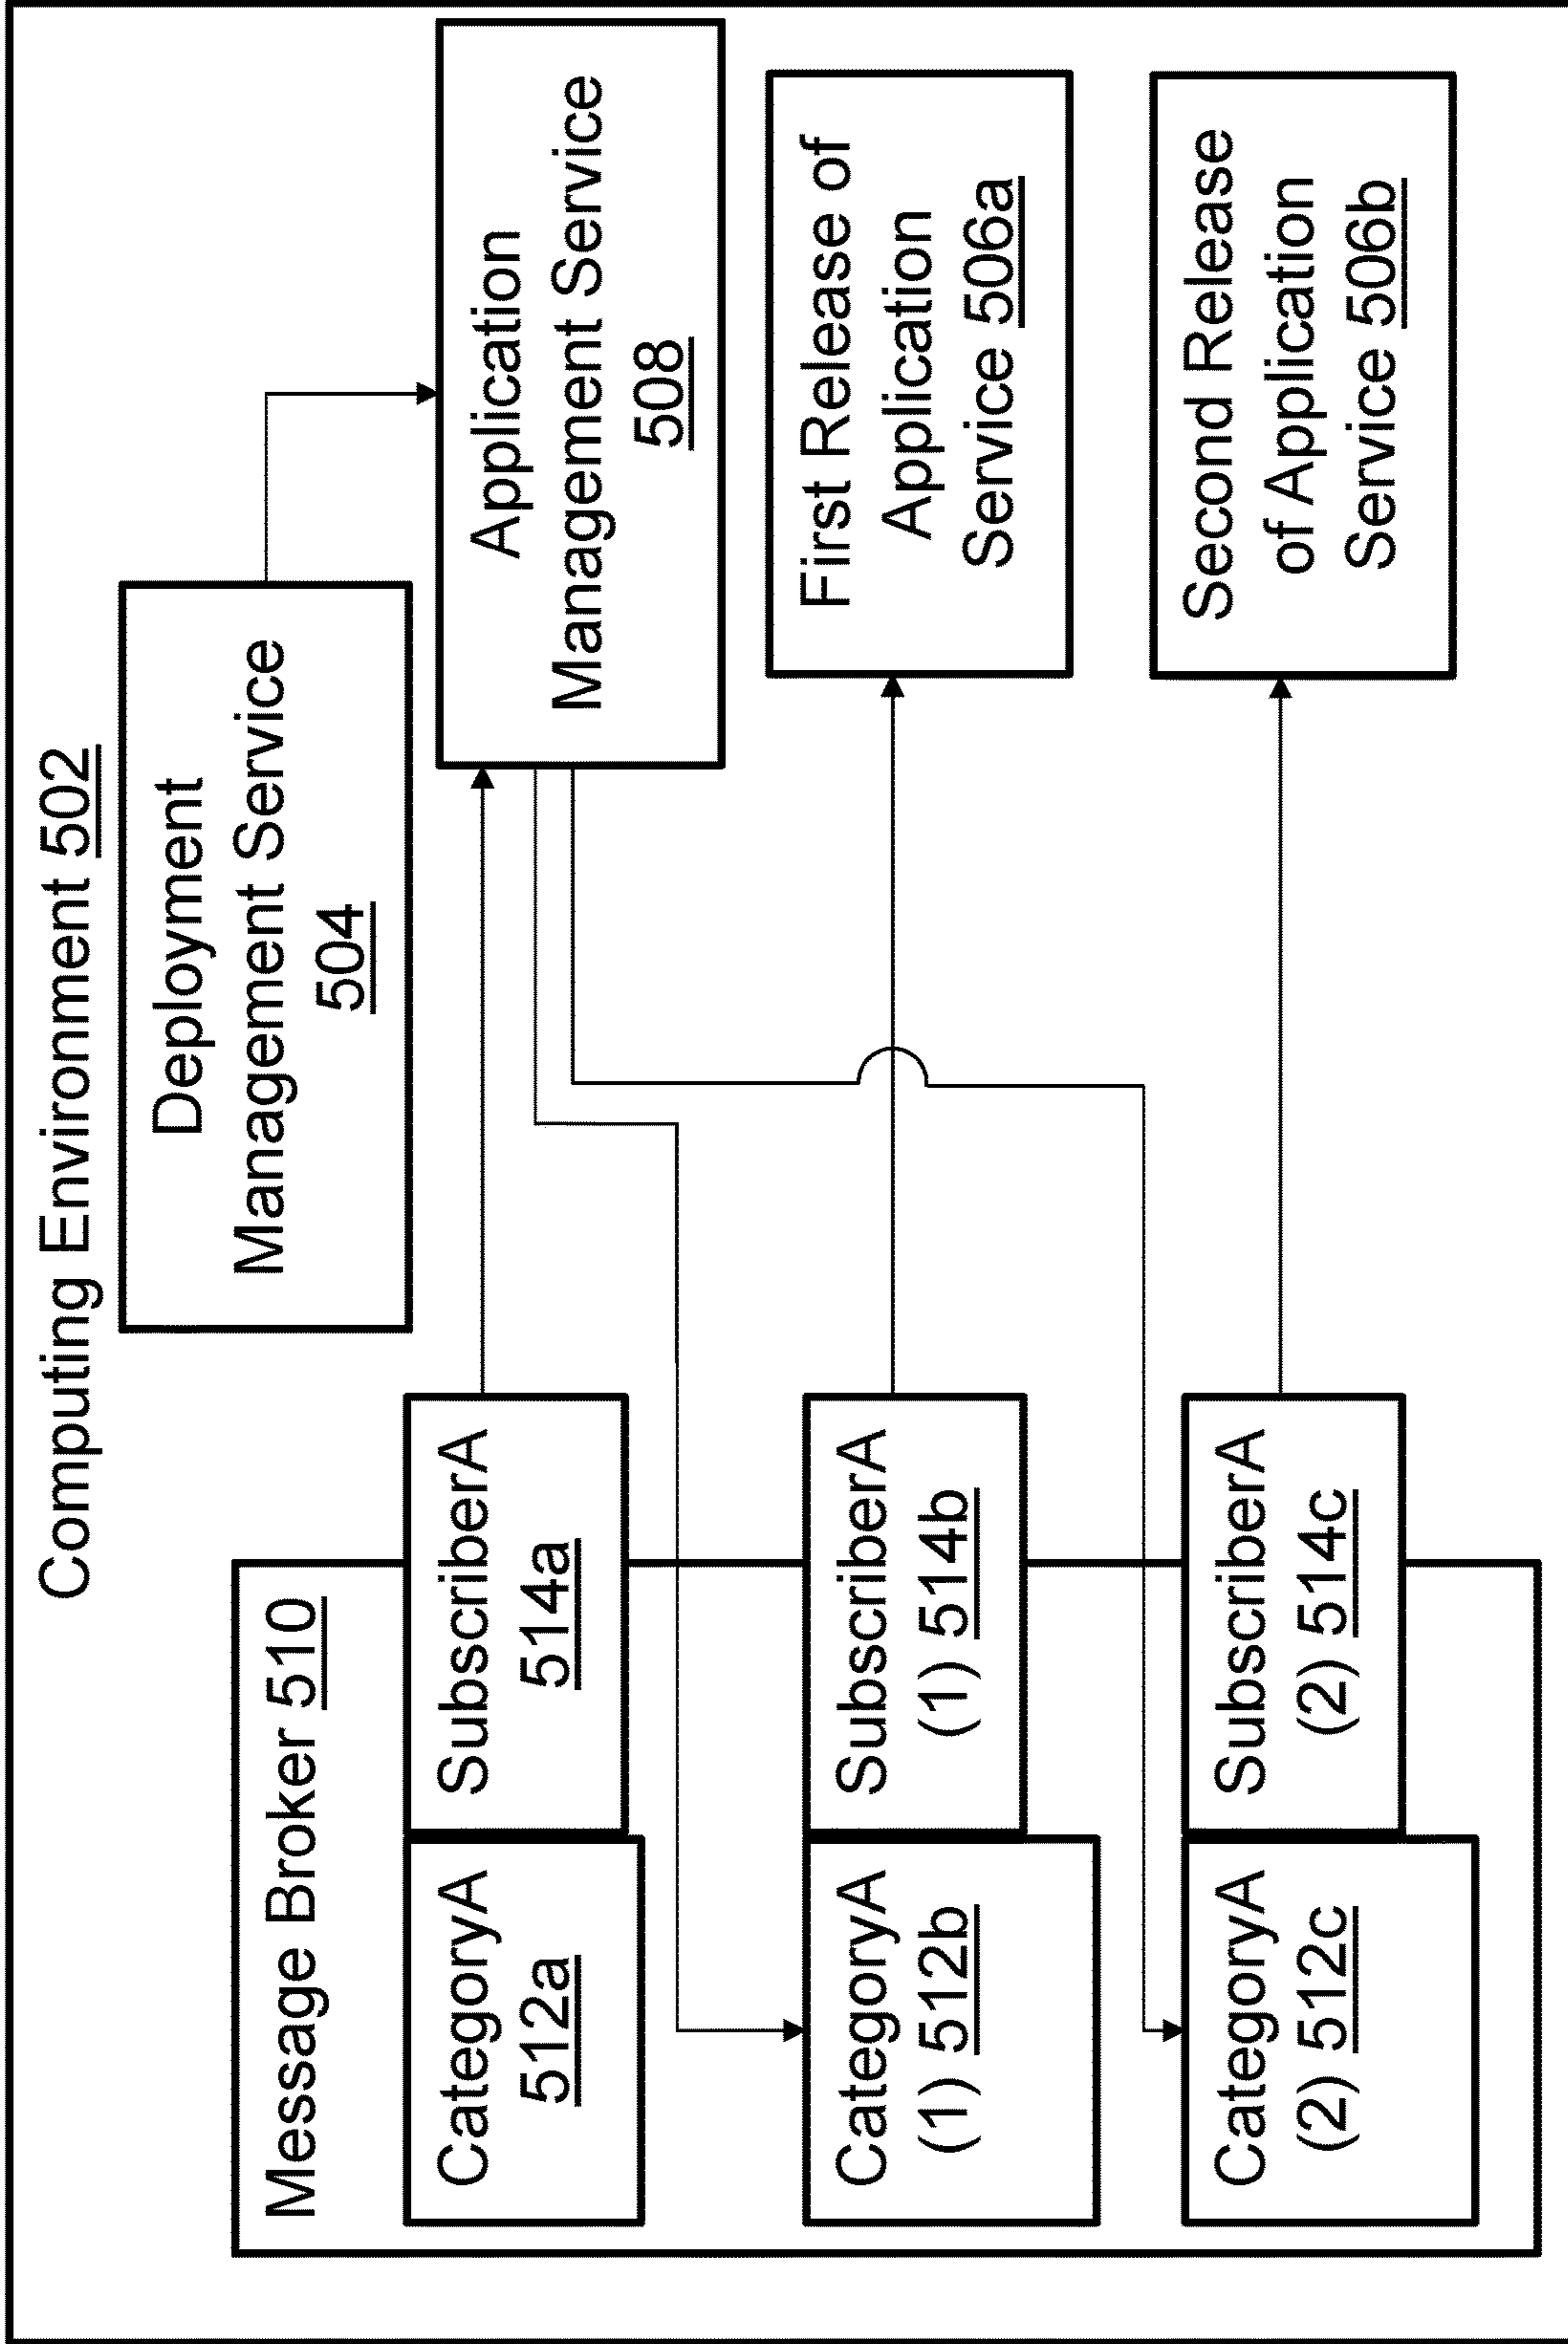 Computing Environment 502
Deployment
Management Service
504
Message Broker 510
Application
Management Service
508
CategoryA
512a
SubscriberA
514a
First Release of
Application
Service 506a
CategoryA
(1) 512b
SubscriberA
(1) 514b
Second Release
of Application
Service 506b
CategoryA
(2) 512c
SubscriberA
(2) 514c